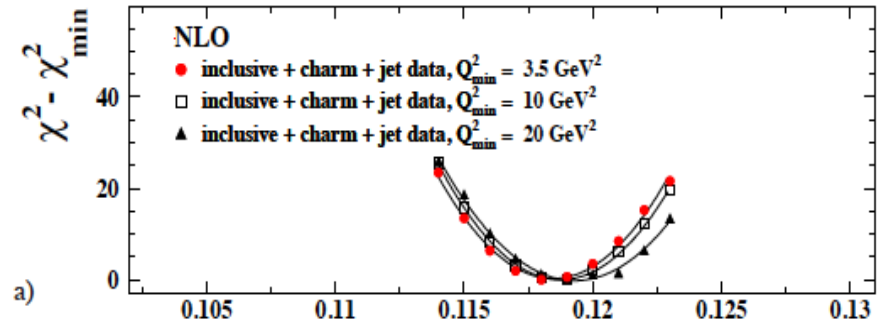 χ² - χ²min
NLO
inclusive + charm + jet data, Q²min = 3.5 GeV²
inclusive + charm + jet data, Q²min = 10 GeV²
inclusive + charm + jet data, Q²min = 20 GeV²
40
20
0
a)
0.105 0.115 0.12 0.125 0.13